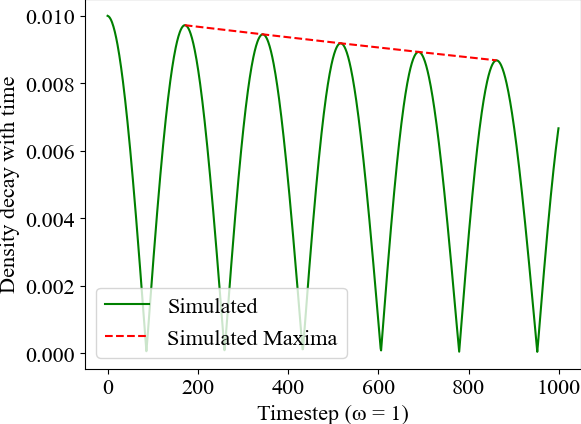 Density decay with time
0.010
0.008
0.006
0.004
0.002
0.000
Simulated
Simulated Maxima
0 200 400 600 800 1000
Timestep (ω = 1)